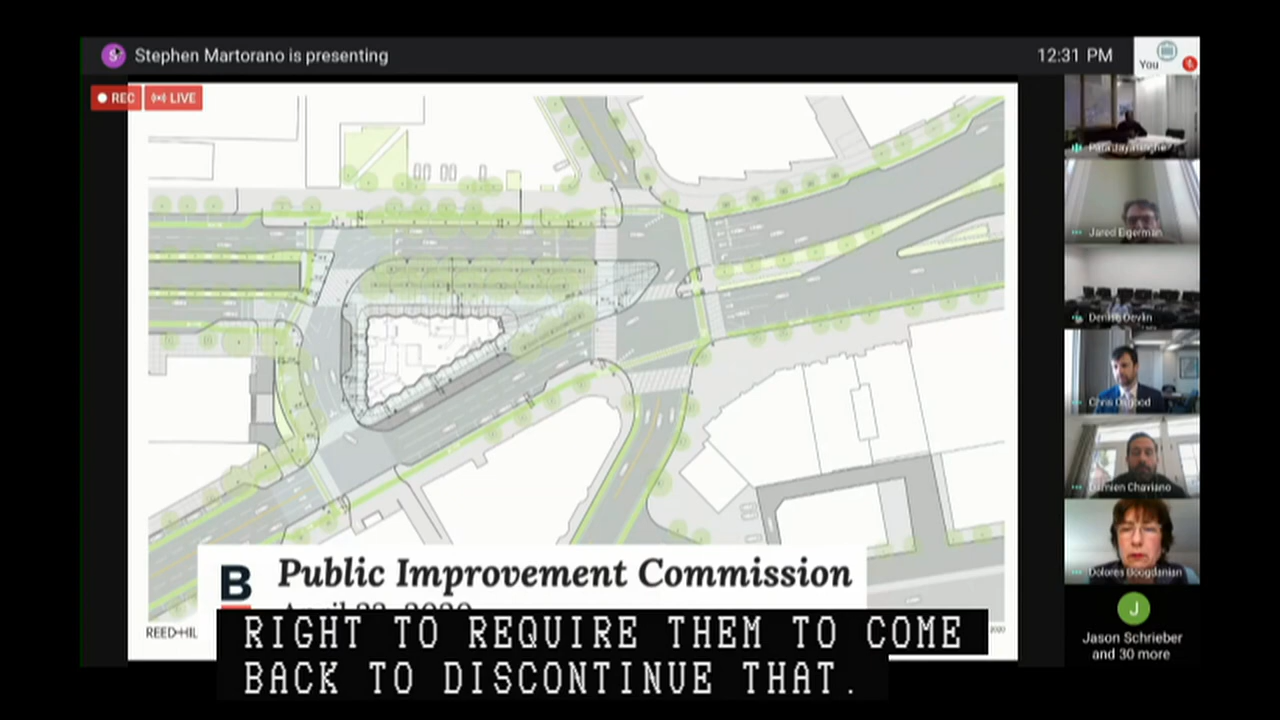 S Stephen Martorano is presenting
12:31 PM
You
REC LIVE
Jared Eigerman
Denise Devlin
Chris Osgood
Damien Chaviano
Dolores Boogdanian
J
Jason Schrieber
and 30 more
B Public Improvement Commission
REED-HIL
2020
RIGHT TO REQUIRE THEM TO COME
BACK TO DISCONTINUE THAT.